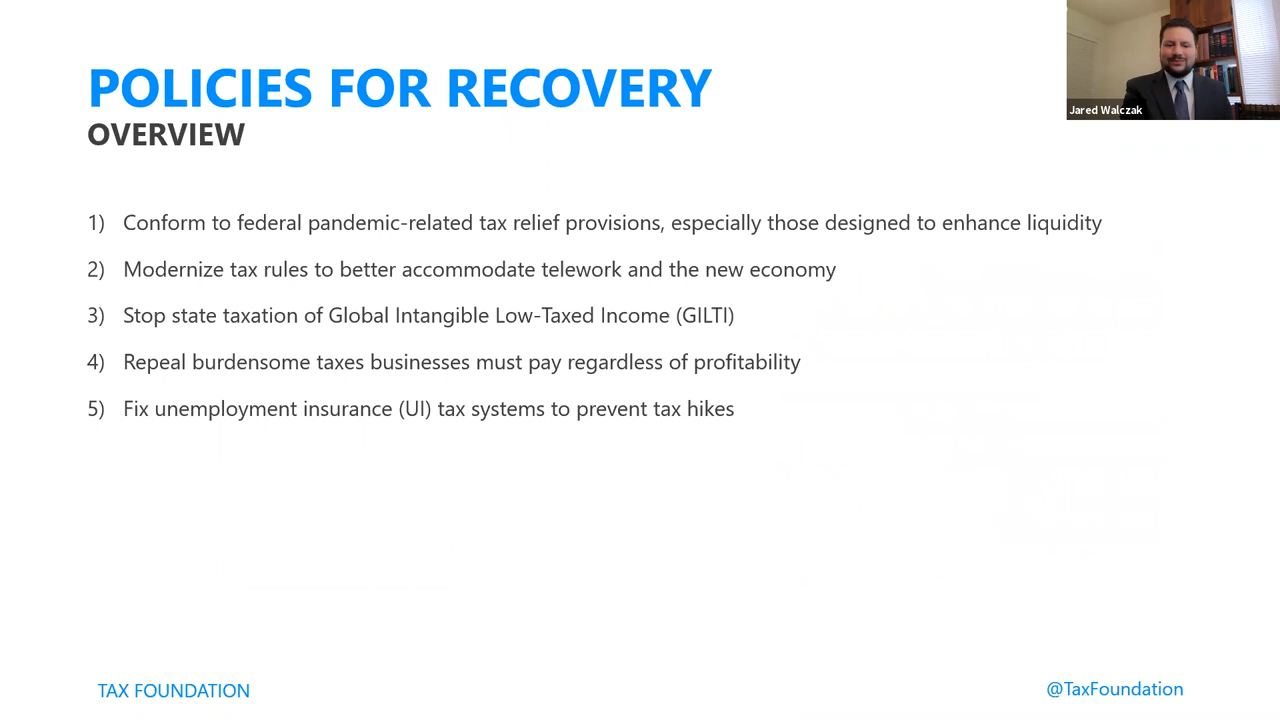 POLICIES FOR RECOVERY
OVERVIEW
Jared Walczak
1) Conform to federal pandemic-related tax relief provisions, especially those designed to enhance liquidity
2) Modernize tax rules to better accommodate telework and the new economy
3) Stop state taxation of Global Intangible Low-Taxed Income (GILTI)
4) Repeal burdensome taxes businesses must pay regardless of profitability
5) Fix unemployment insurance (UI) tax systems to prevent tax hikes
TAX FOUNDATION
@TaxFoundation